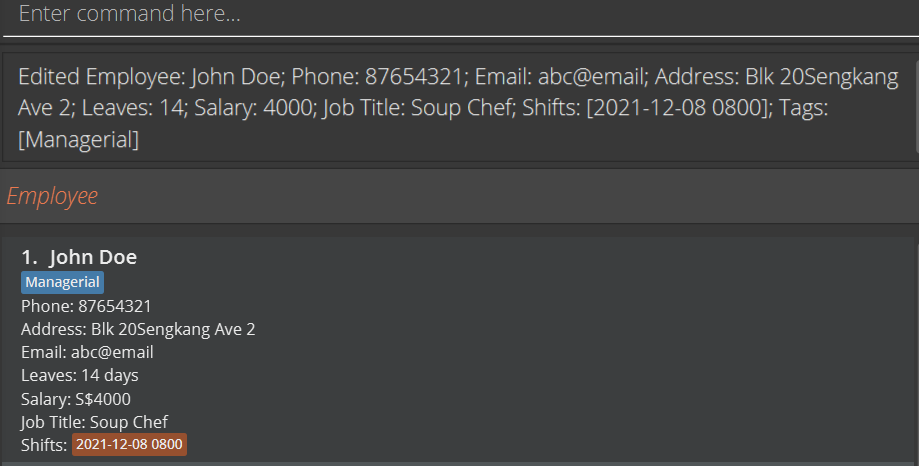 Enter command here...
Edited Employee: John Doe; Phone: 87654321; Email: abc@email; Address: Blk 20Sengkang
Ave 2; Leaves: 14; Salary: 4000; Job Title: Soup Chef; Shifts: [2021-12-08 0800]; Tags:
[Managerial]
Employee
1. John Doe
Managerial
Phone: 87654321
Address: Blk 20Sengkang Ave 2
Email: abc@email
Leaves: 14 days
Salary: S$4000
Job Title: Soup Chef
Shifts: 2021-12-08 0800